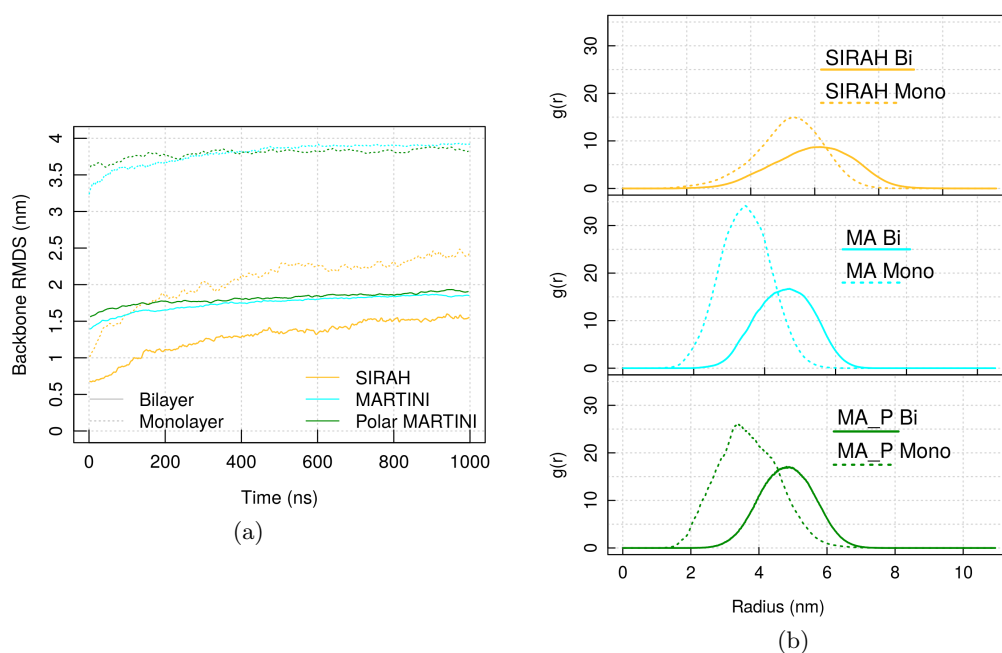 4
3.5
3
2.5
2
1.5
1
0.5
0
Backbone RMDS (nm)
Bilayer
Monolayer
SIRAH
MARTINI
Polar MARTINI
0
200
400
600
800
1000
Time (ns)
(a)
30
20
10
0
g(r)
SIRAH Bi
SIRAH Mono
30
20
10
0
g(r)
MA Bi
MA Mono
30
20
10
0
g(r)
MA_P Bi
MA_P Mono
0
2
4
6
8
10
Radius (nm)
(b)